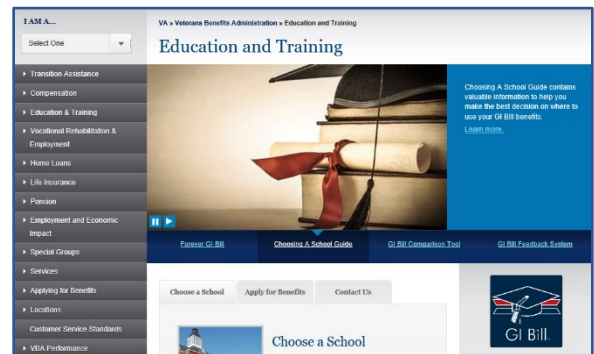 I AM A...
Select One
Transition Assistance
Compensation
Education & Training
Vocational Rehabilitation &
Employment
Home Loans
Life Insurance
Pension
Employment and Economic
Impact
Special Groups
Services
Applying for Benefits
Locations
Customer Service Standards
VBA Performance
VA » Veterans Benefits Administration » Education and Training
Education and Training
Choosing A School Guide contains
valuable information to help you
make the best decision on where to
use your GI Bill benefits.
Learn more.
Forever GI Bill
Choosing A School Guide
GI Bill Comparison Tool
GI Bill Feedback System
Choose a School
Apply for Benefits
Contact Us
Choose a School
GI Bill.